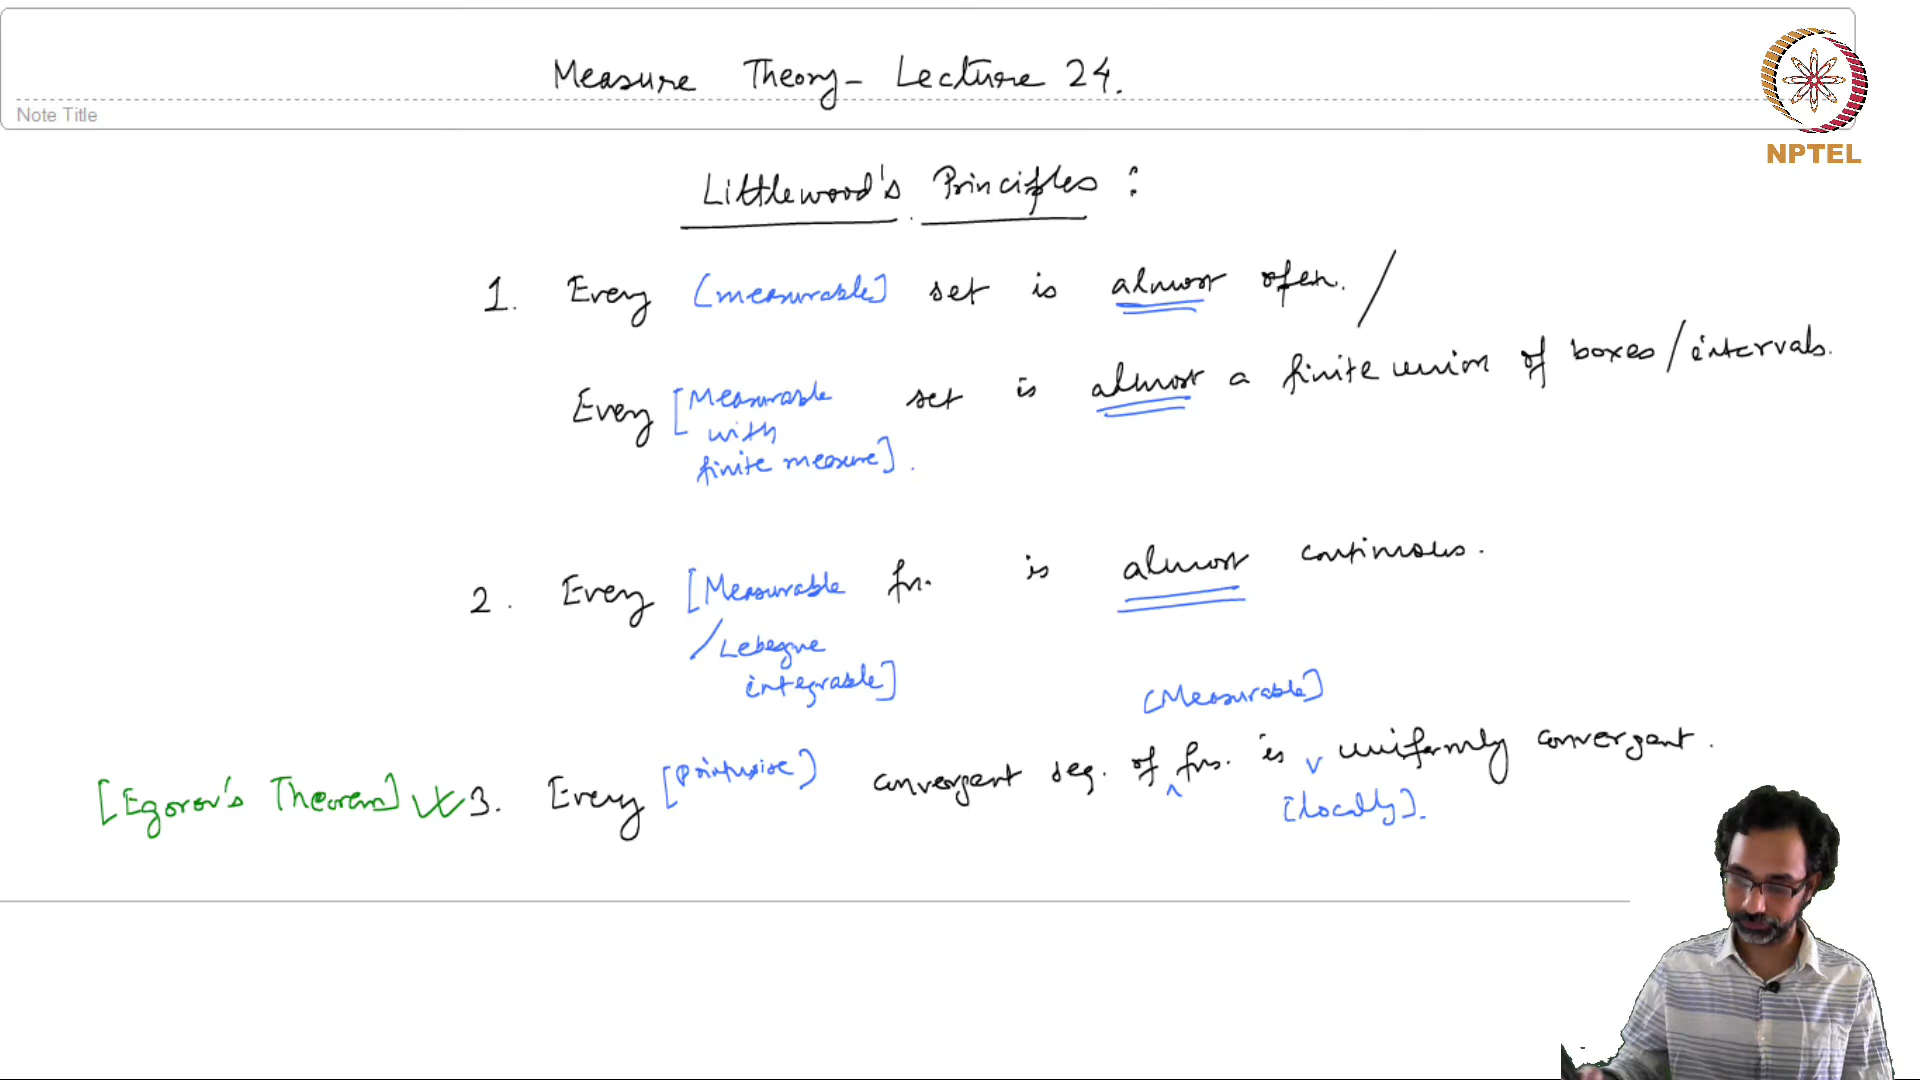 Measure Theory - Lecture 24.
Note Title
NPTEL
Littlewood's Principles :
1. Every [measurable] set is almost open. /
Every [Measurable with finite measure] set is almost a finite union of boxes/intervals.
2. Every [Measurable / Lebesgue integrable] fn. is almost continuous.
[Measurable]
[Egorov's Theorem] 3. Every [Pointwise] convergent seq. of ^ fns. is v uniformly convergent.
[locally].